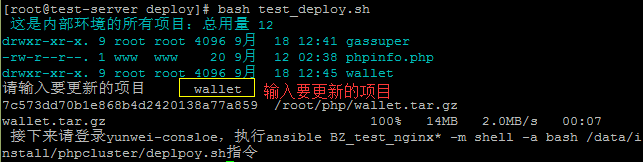 [root@test-server deploy]# bash test_deploy.sh
这是内部环境的所有项目：总用量 12
drwxr-xr-x. 9 root root 4096 9月 18 12:41 gassuper
-rw-r--r--. 1 www www 20 9月 12 02:38 phpinfo.php
drwxr-xr-x. 9 root root 4096 9月 18 12:45 wallet
请输入要更新的项目 wallet 输入要更新的项目
7c573dd70b1e868b4d2420138a77a859 /root/php/wallet.tar.gz
wallet.tar.gz 100% 14MB 2.0MB/s 00:07
接下来请登录yunwei-consloe，执行ansible BZ_test_nginx* -m shell -a bash /data/i
nstall/phpcluster/deplpoy.sh指令